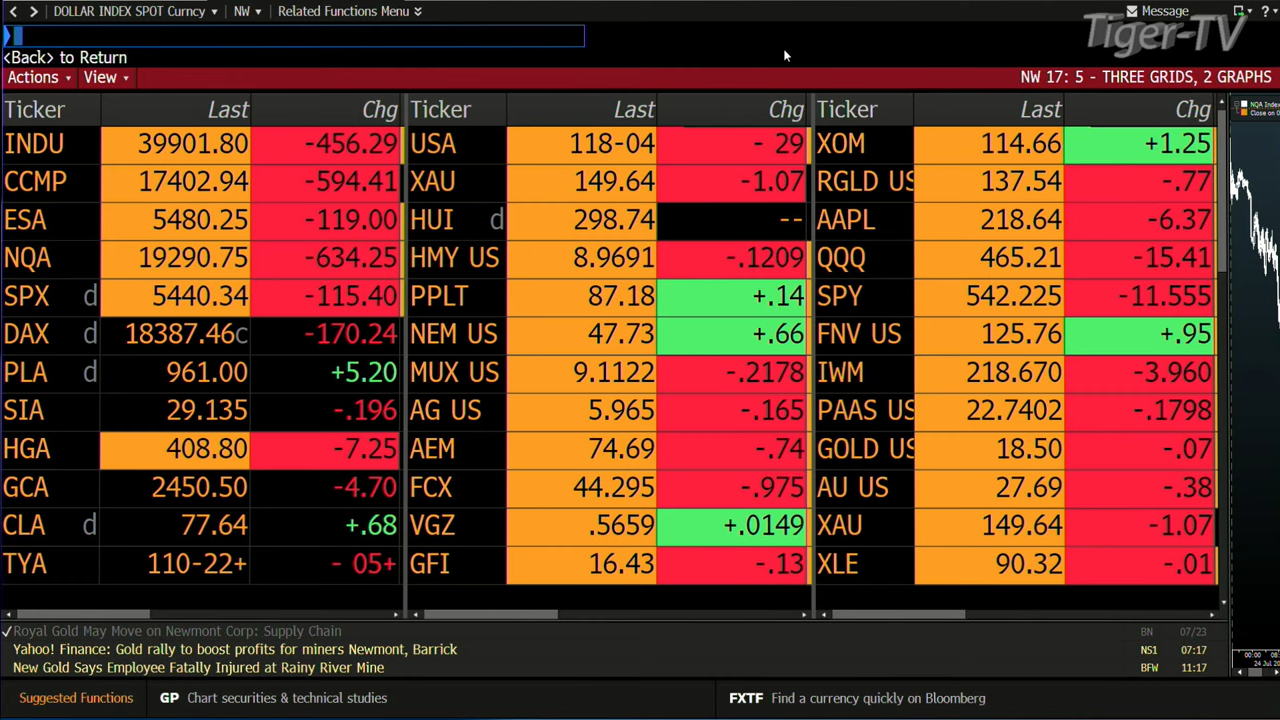 DOLLAR INDEX SPOT Curncy NW Related Functions Menu Message ?
Tiger-TV
<Back> to Return
Actions View NW 17: 5 - THREE GRIDS, 2 GRAPHS
Ticker Last Chg Ticker Last Chg Ticker Last Chg
INDU 39901.80 -456.29 USA 118-04 - 29 XOM 114.66 +1.25
CCMP 17402.94 -594.41 XAU 149.64 -1.07 RGLD US 137.54 -.77
ESA 5480.25 -119.00 HUI d 298.74 -- AAPL 218.64 -6.37
NQA 19290.75 -634.25 HMY US 8.9691 -.1209 QQQ 465.21 -15.41
SPX d 5440.34 -115.40 PPLT 87.18 +.14 SPY 542.225 -11.555
DAX d 18387.46c -170.24 NEM US 47.73 +.66 FNV US 125.76 +.95
PLA d 961.00 +5.20 MUX US 9.1122 -.2178 IWM 218.670 -3.960
SIA 29.135 -.196 AG US 5.965 -.165 PAAS US 22.7402 -.1798
HGA 408.80 -7.25 AEM 74.69 -.74 GOLD US 18.50 -.07
GCA 2450.50 -4.70 FCX 44.295 -.975 AU US 27.69 -.38
CLA d 77.64 +.68 VGZ .5659 +.0149 XAU 149.64 -1.07
TYA 110-22+ - 05+ GFI 16.43 -.13 XLE 90.32 -.01
NQA Index
Close on
00:00
24 Jul
Royal Gold May Move on Newmont Corp: Supply Chain BN 07/23
Yahoo! Finance: Gold rally to boost profits for miners Newmont, Barrick NS1 07:17
New Gold Says Employee Fatally Injured at Rainy River Mine BFW 11:17
Suggested Functions GP Chart securities & technical studies FXTF Find a currency quickly on Bloomberg